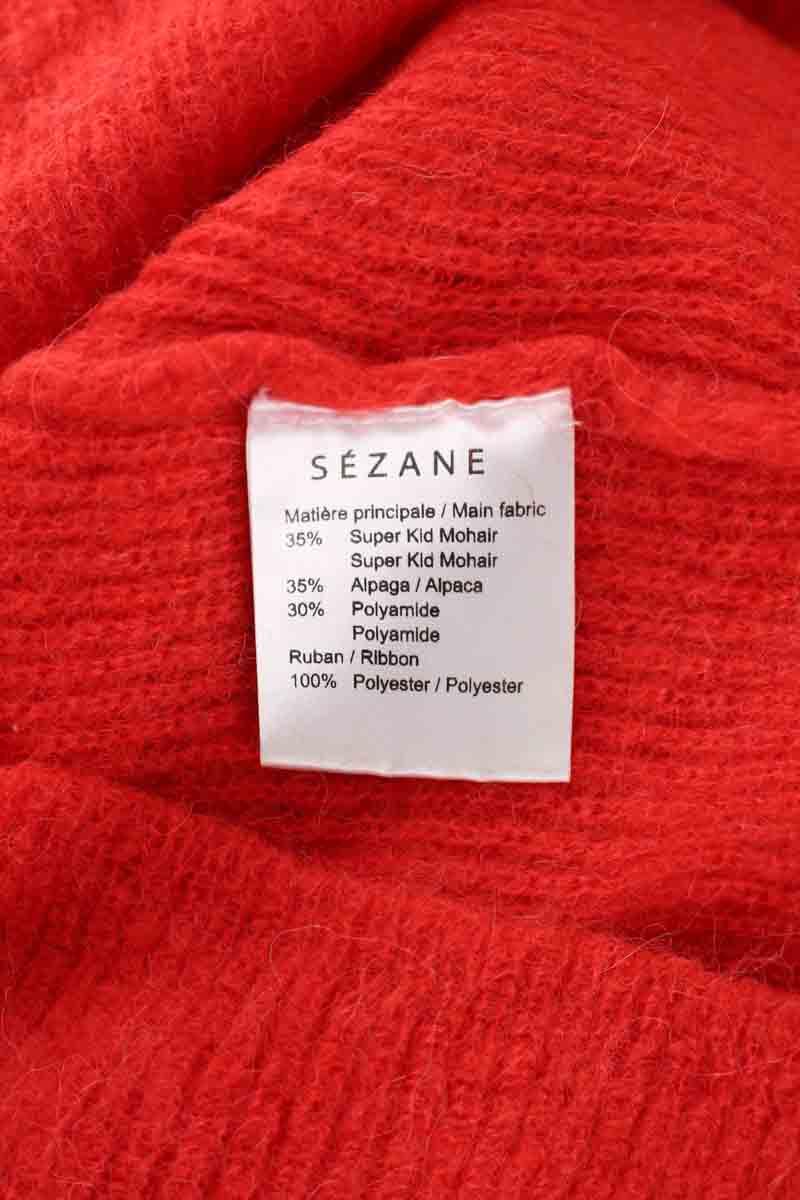 SÉZANE
Matière principale / Main fabric
35% Super Kid Mohair
Super Kid Mohair
35% Alpaga / Alpaca
30% Polyamide
Polyamide
Ruban / Ribbon
100% Polyester / Polyester